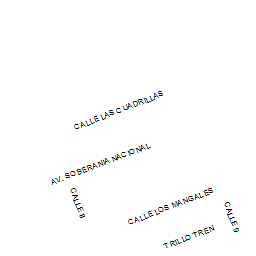 CALLE LAS CUADRILLAS
AV. SOBERANIA NACIONAL
CALLE 8
CALLE LOS MANGALES
CALLE 9
TRILLO TREN